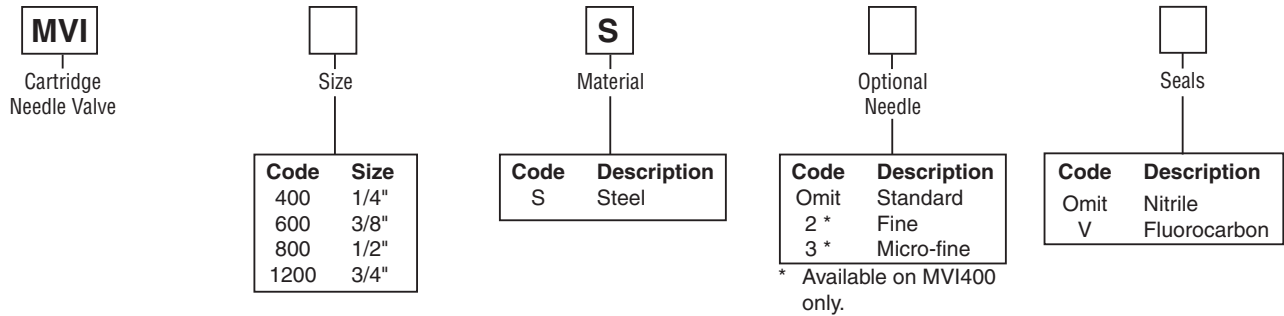 MVI
Cartridge
Needle Valve
Size
Code Size
400 1/4"
600 3/8"
800 1/2"
1200 3/4"
S
Material
Code Description
S Steel
Optional
Needle
Code Description
Omit Standard
2 * Fine
3 * Micro-fine
* Available on MVI400
only.
Seals
Code Description
Omit Nitrile
V Fluorocarbon